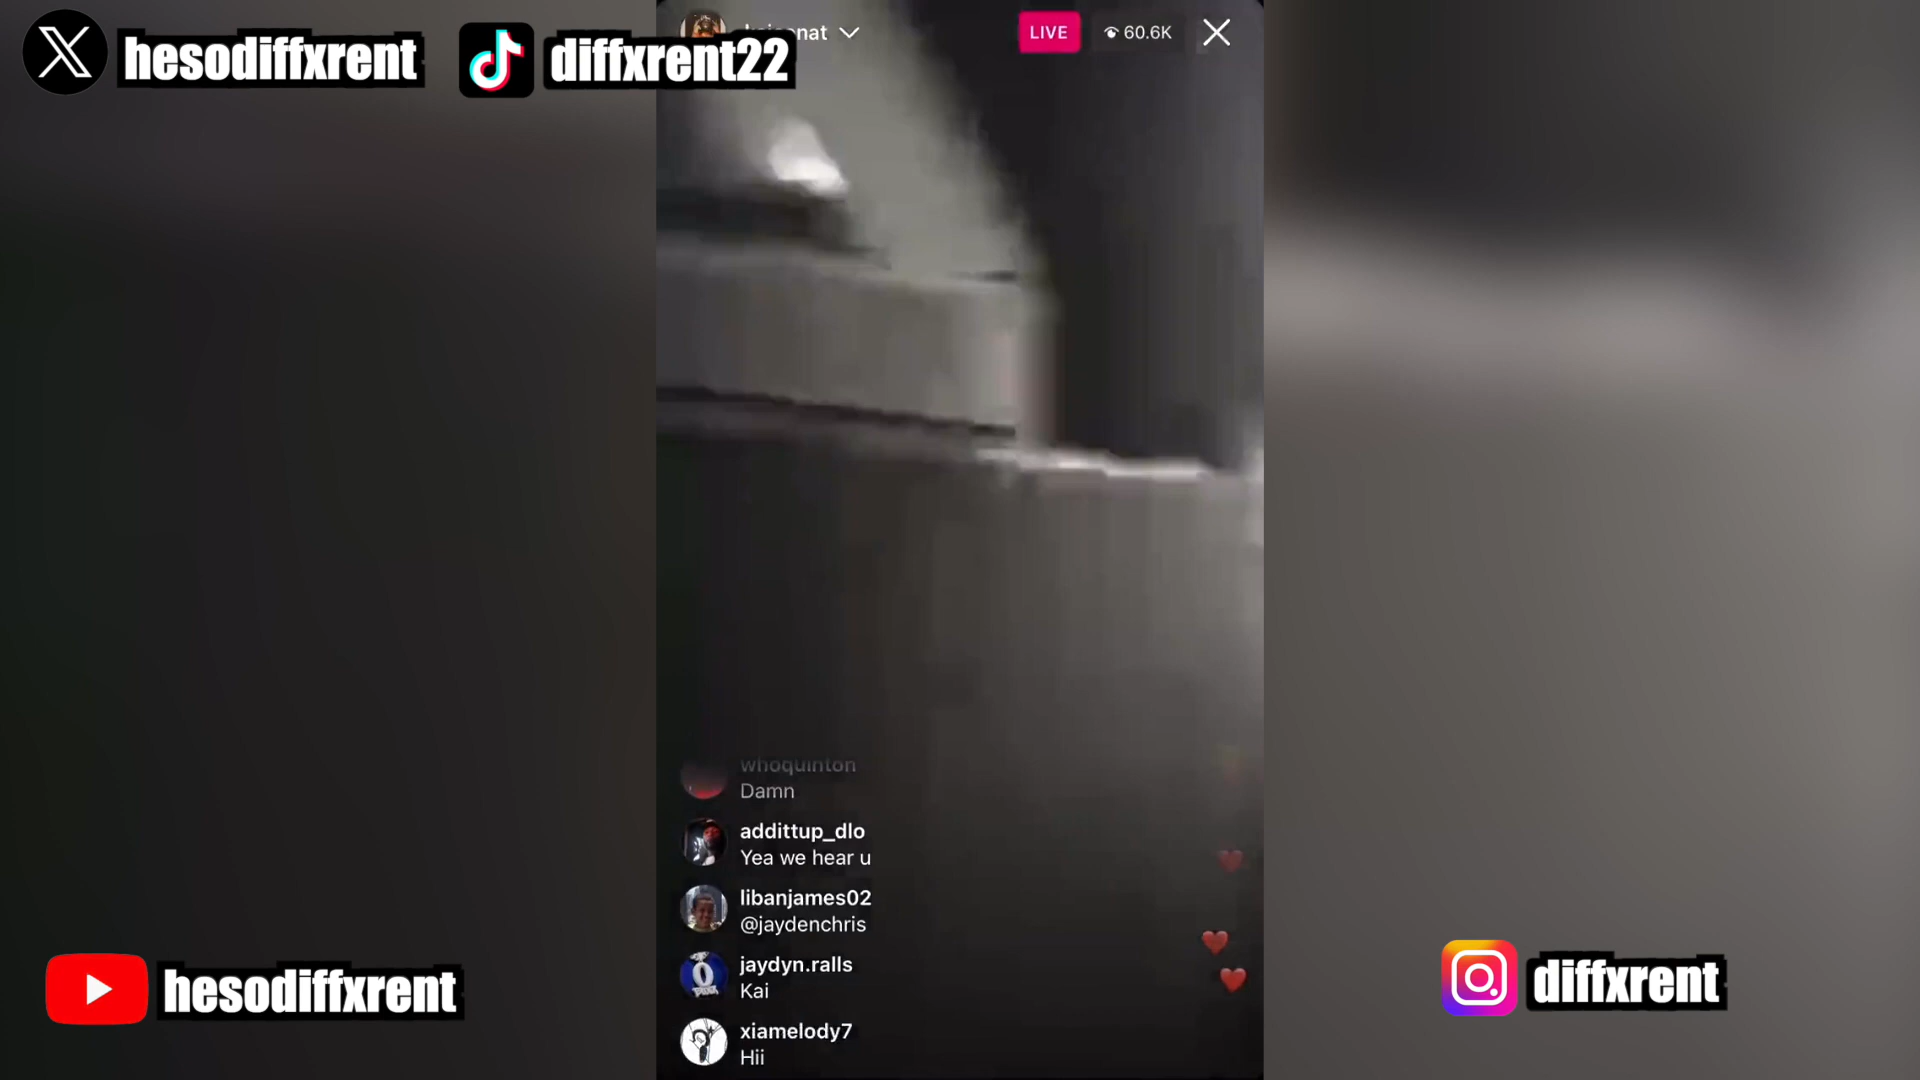 hesodiffxrent
diffxrent22
LIVE
60.6K
whoquinton
Damn
addittup_dlo
Yea we hear u
libanjames02
@jaydenchris
jaydyn.ralls
Kai
xiamelody7
Hii
hesodiffxrent
diffxrent